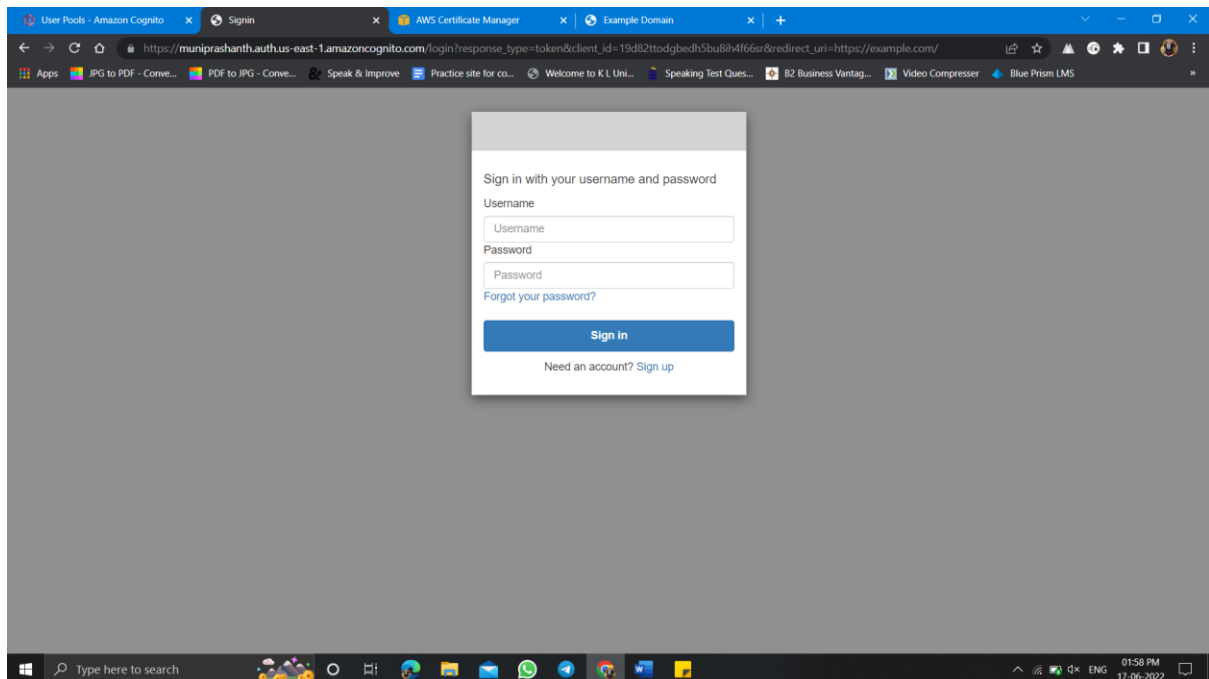 User Pools - Amazon Cognito Signin AWS Certificate Manager Example Domain
https://muniprashanth.auth.us-east-1.amazoncognito.com/login?response_type=token&client_id=19d82ttodgbedh5bu8ih4f66sr&redirect_uri=https://example.com/
Apps JPG to PDF - Conve... PDF to JPG - Conve... Speak & Improve Practice site for co... Welcome to K L Uni... Speaking Test Ques... B2 Business Vantag... Video Compresser Blue Prism LMS »
Sign in with your username and password
Username
Username
Password
Password
Forgot your password?
Sign in
Need an account? Sign up
Type here to search ENG 01:58 PM
17-06-2022